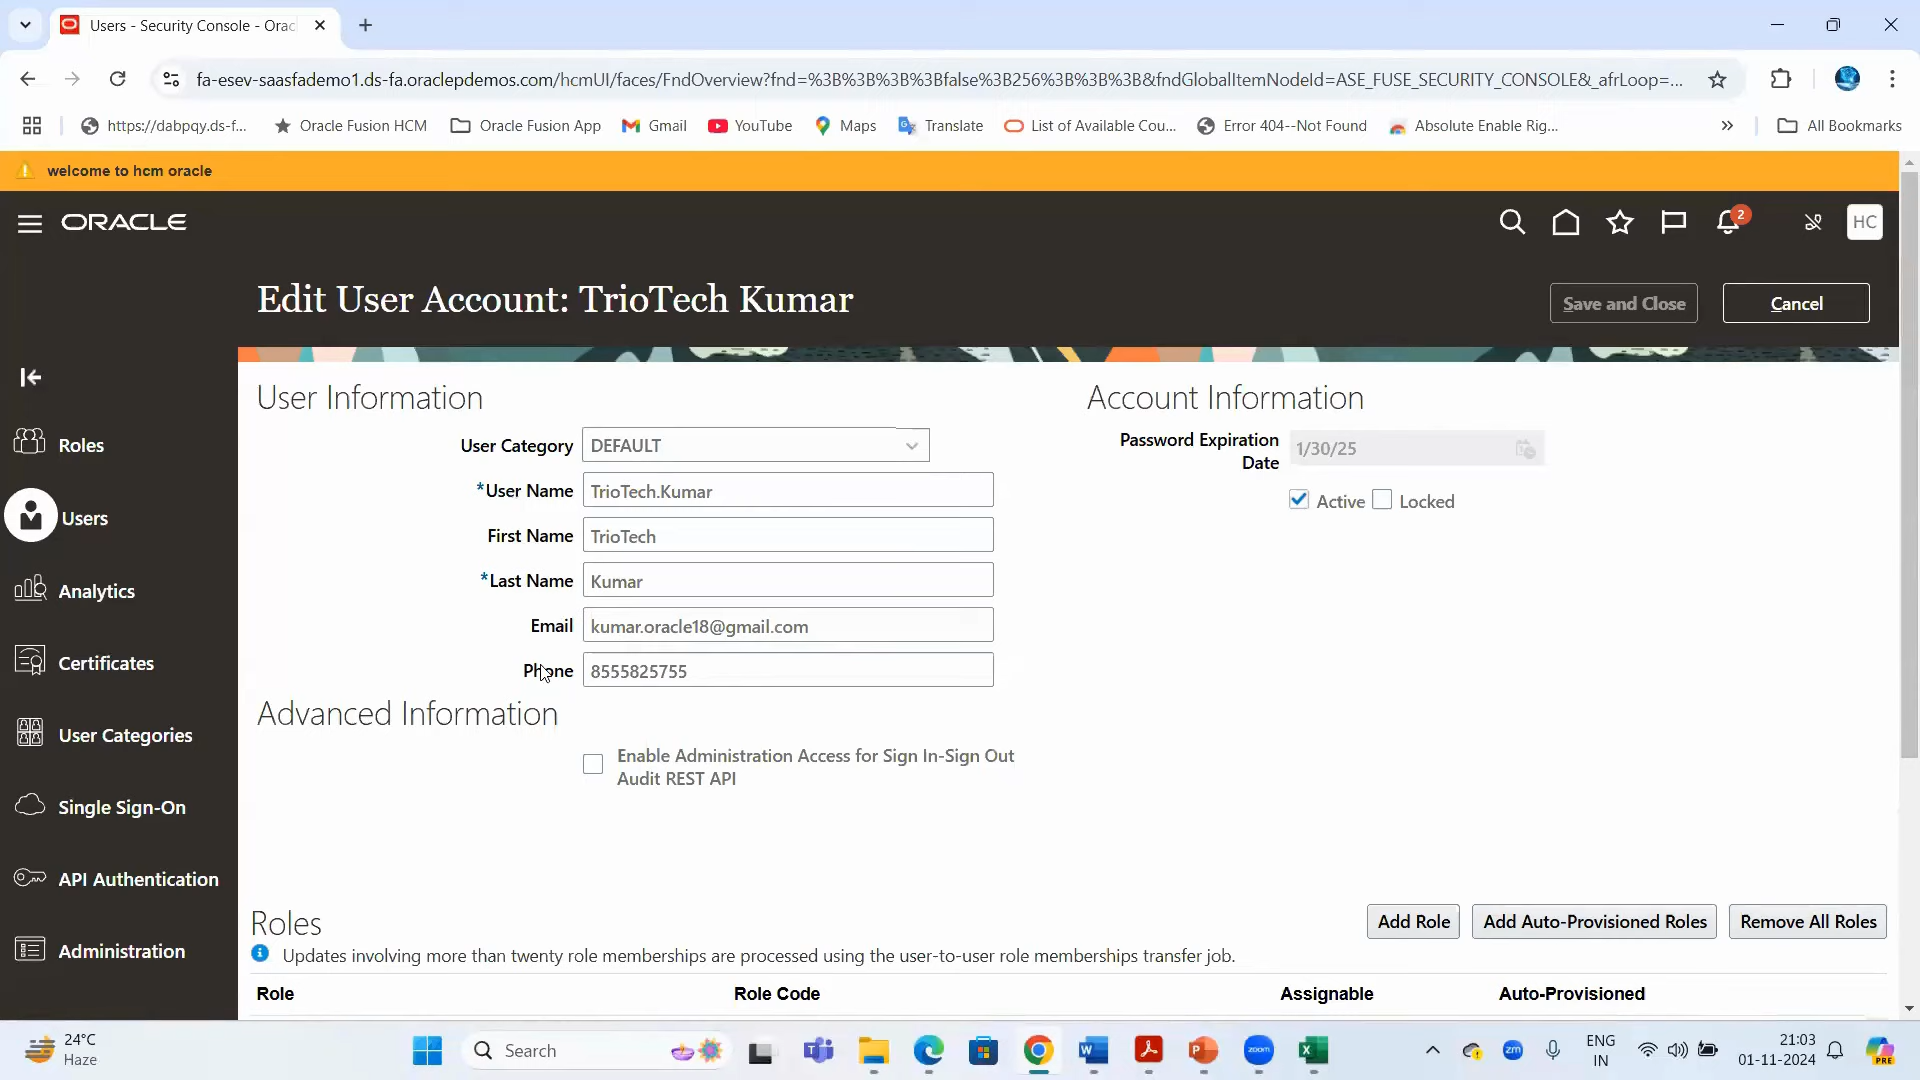 Users - Security Console - Orac
fa-esev-saasfademo1.ds-fa.oraclepdemos.com/hcmUI/faces/FndOverview?fnd=%3B%3B%3B%3Bfalse%3B256%3B%3B%3B&fndGlobalItemNodeId=ASE_FUSE_SECURITY_CONSOLE&_afrLoop=...
https://dabpqy.ds-f... Oracle Fusion HCM Oracle Fusion App Gmail YouTube Maps Translate List of Available Cou... Error 404--Not Found Absolute Enable Rig... » All Bookmarks
welcome to hcm oracle
ORACLE 2 HC
Edit User Account: TrioTech Kumar
Save and Close Cancel
Roles
Users
Analytics
Certificates
User Categories
Single Sign-On
API Authentication
Administration
User Information
User Category DEFAULT
*User Name TrioTech.Kumar
First Name TrioTech
*Last Name Kumar
Email kumar.oracle18@gmail.com
Phone 8555825755
Account Information
Password Expiration
Date 1/30/25
Active Locked
Advanced Information
Enable Administration Access for Sign In-Sign Out
Audit REST API
Roles Add Role Add Auto-Provisioned Roles Remove All Roles
Updates involving more than twenty role memberships are processed using the user-to-user role memberships transfer job.
Role Role Code Assignable Auto-Provisioned
24°C
Haze
Search
zoom
zm
PRE
ENG
IN
21:03
01-11-2024